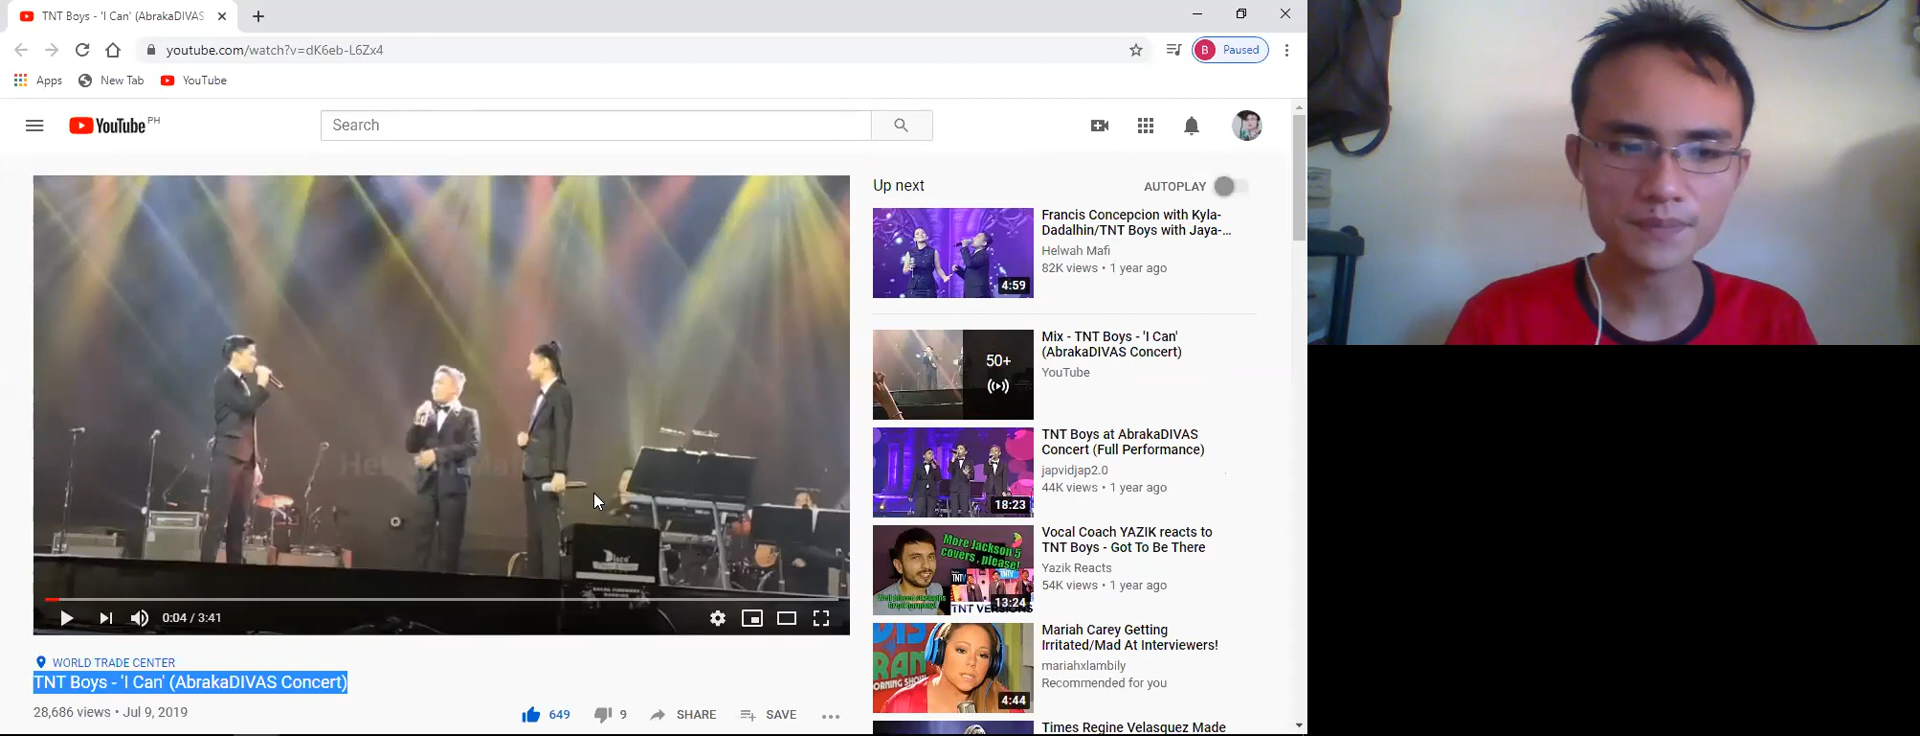 TNT Boys - 'I Can' (AbrakaDIVAS
youtube.com/watch?v=dK6eb-L6Zx4
B Paused
Apps New Tab YouTube
YouTube PH
Search
Up next
AUTOPLAY
Francis Concepcion with Kyla-
Dadalhin/TNT Boys with Jaya-...
Helwah Mafi
82K views • 1 year ago
4:59
Mix - TNT Boys - 'I Can'
(AbrakaDIVAS Concert)
YouTube
50+
TNT Boys at AbrakaDIVAS
Concert (Full Performance)
japvidjap2.0
44K views • 1 year ago
18:23
Vocal Coach YAZIK reacts to
TNT Boys - Got To Be There
Yazik Reacts
54K views • 1 year ago
More Jackson 5
covers, please!
TNT VERSIONS
13:24
Mariah Carey Getting
Irritated/Mad At Interviewers!
mariahxlambily
Recommended for you
MORNING SHOW
4:44
Times Regine Velasquez Made
0:04 / 3:41
WORLD TRADE CENTER
TNT Boys - 'I Can' (AbrakaDIVAS Concert)
28,686 views • Jul 9, 2019
649 9 SHARE SAVE